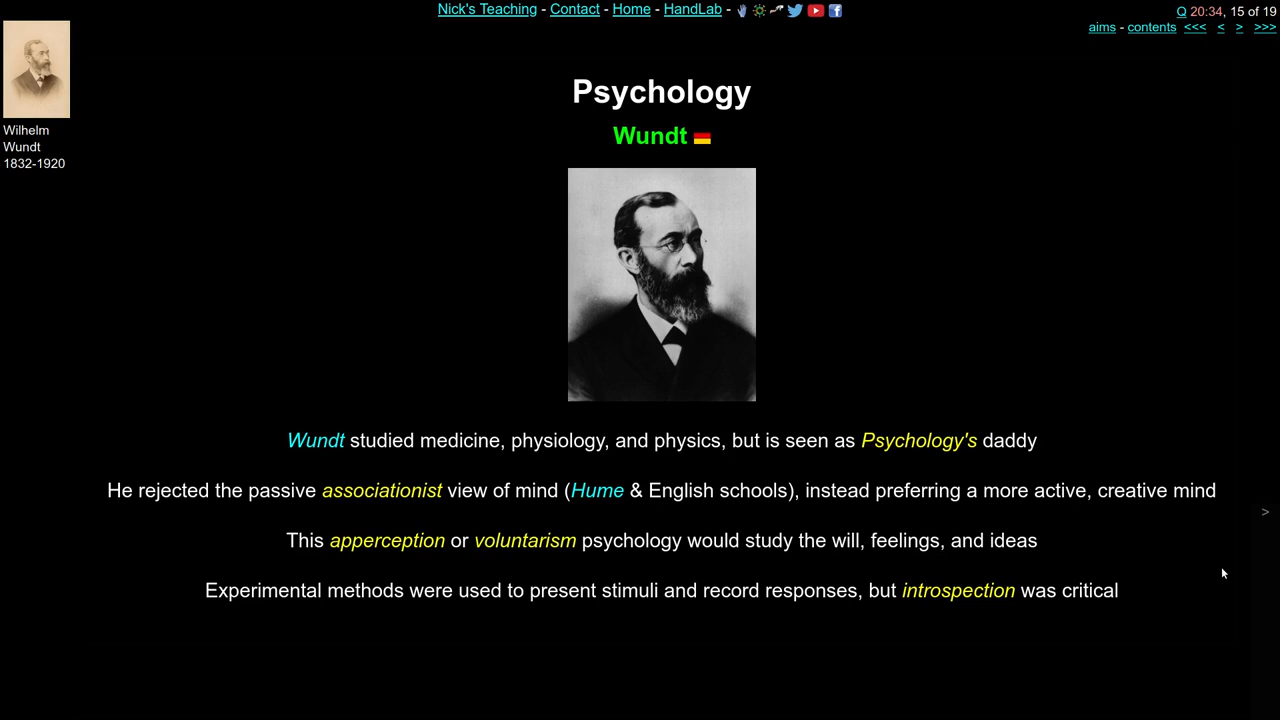 Nick's Teaching - Contact - Home - HandLab -
Q 20:34, 15 of 19
aims - contents <<< < > >>>
Wilhelm
Wundt
1832-1920
Psychology
Wundt
Wundt studied medicine, physiology, and physics, but is seen as Psychology's daddy
He rejected the passive associationist view of mind (Hume & English schools), instead preferring a more active, creative mind
>
This apperception or voluntarism psychology would study the will, feelings, and ideas
Experimental methods were used to present stimuli and record responses, but introspection was critical